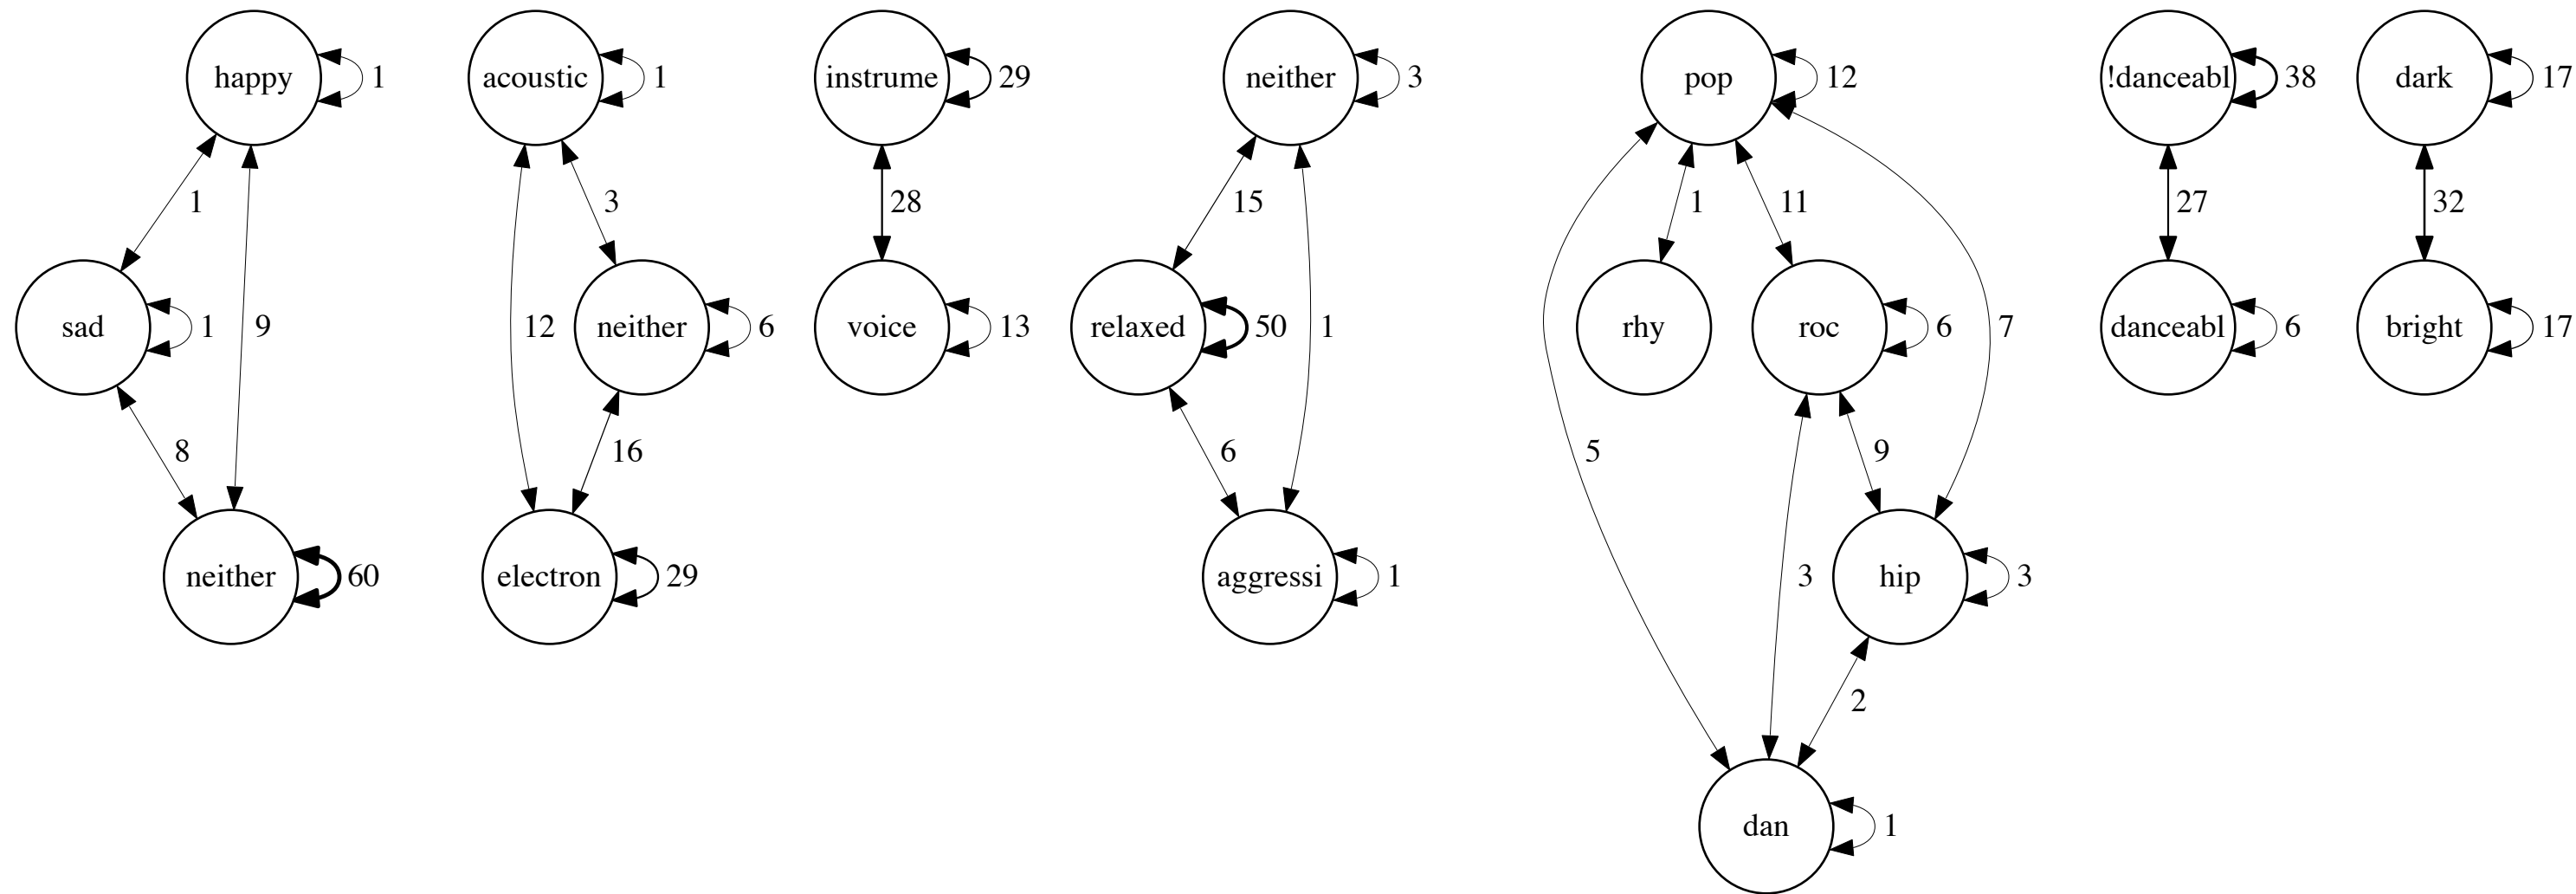 happy 1 acoustic 1 instrume 29 neither 3 pop 12 !danceabl 38 dark 17
1 3 28 15 1 11 27 32
sad 1 9 12 neither 6 voice 13 relaxed 50 1 rhy roc 6 7 danceabl 6 bright 17
8 16 6 5 9
neither 60 electron 29 aggressi 1 3 hip 3
2
dan 1